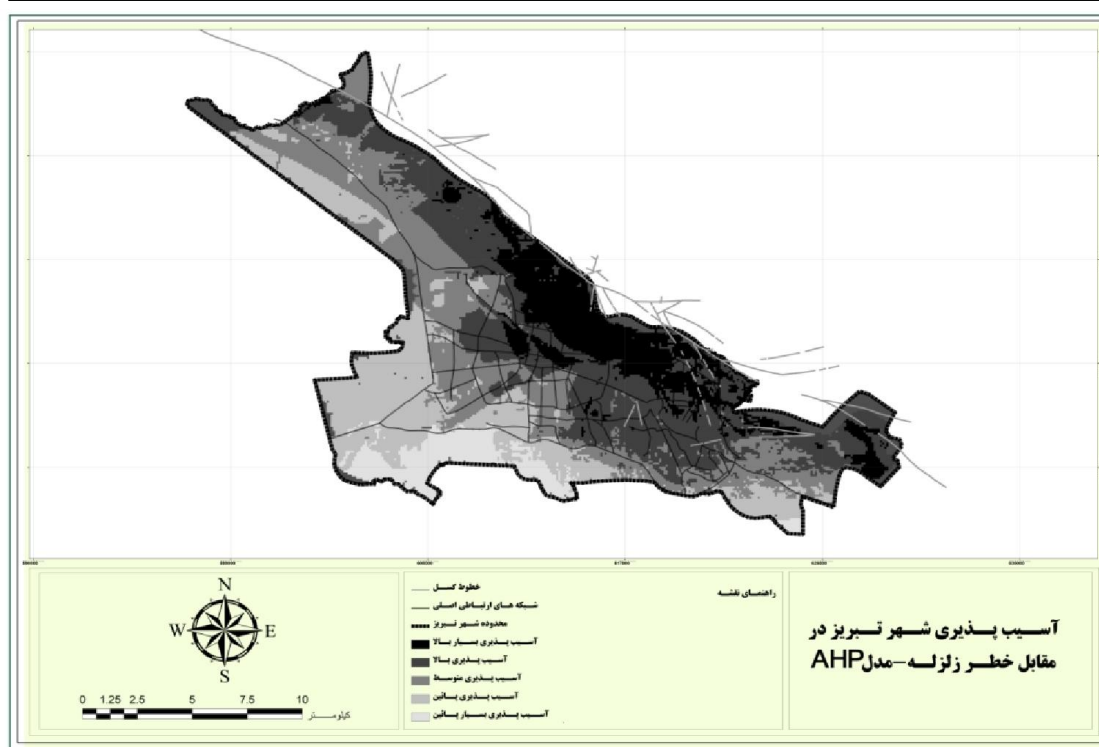 آسیب پذیری شهر تبریز در
مقابل خطر زلزله-مدل AHP
راهنمای نقشه
خطوط گسل
شبکه های ارتباطی اصلی
محدوده شهر تبریز
آسیب پذیری بسیار بالا
آسیب پذیری بالا
آسیب پذیری متوسط
آسیب پذیری پائین
آسیب پذیری بسیار پائین
N
W E
S
0 1.25 2.5 5 7.5 10
کیلومتر